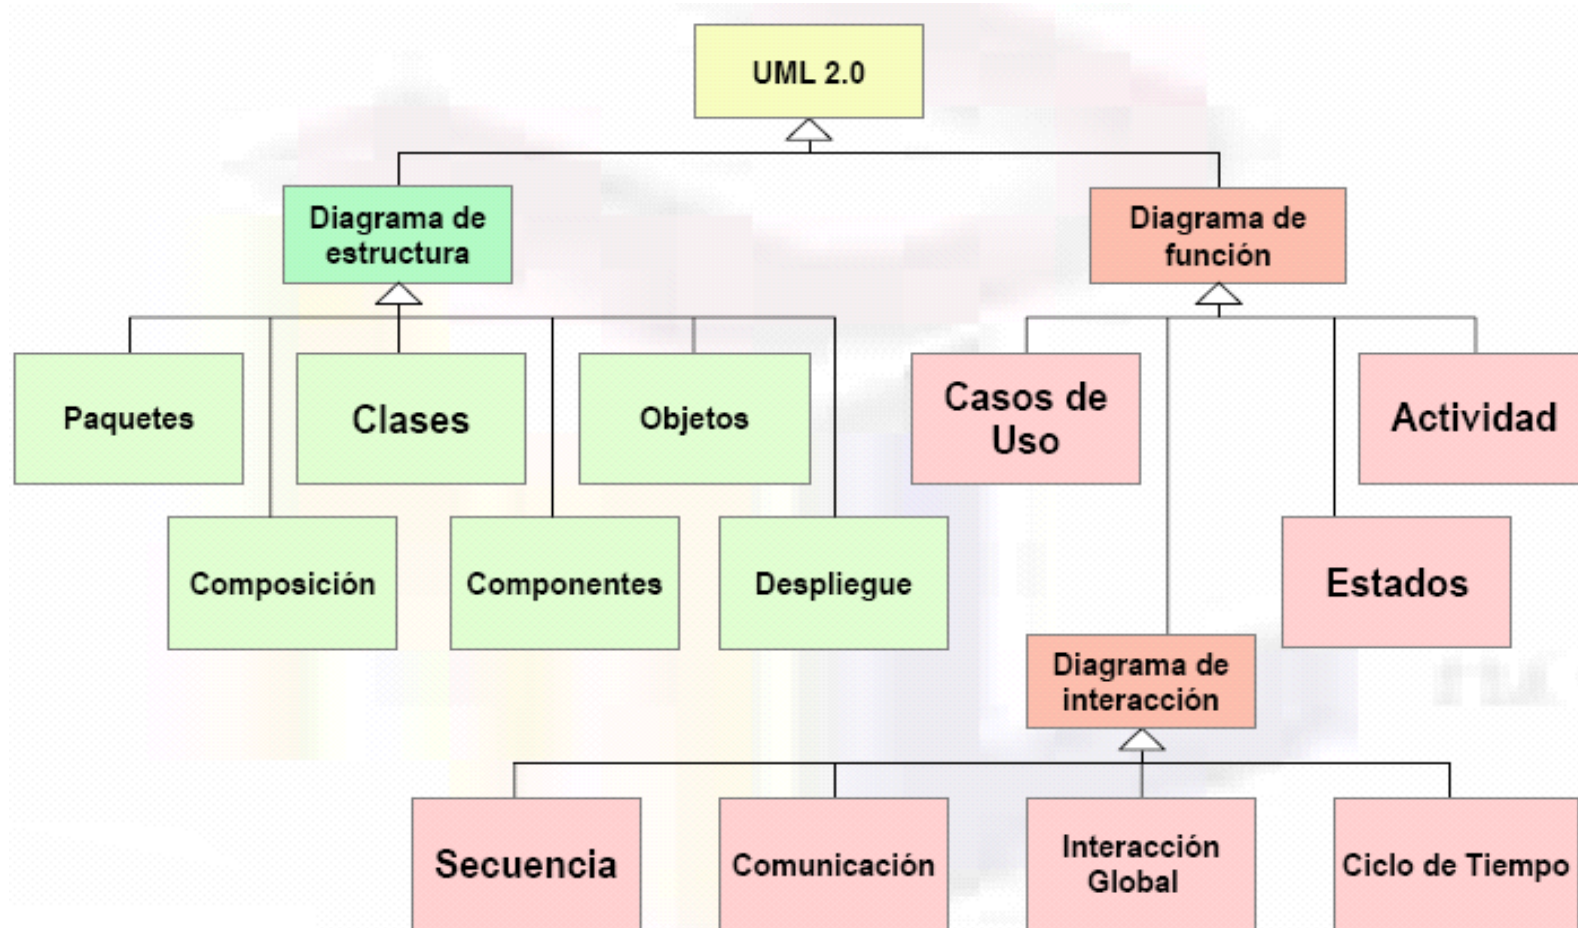 UML 2.0
Diagrama de
estructura
Diagrama de
función
Paquetes
Clases
Objetos
Casos de
Uso
Actividad
Composición
Componentes
Despliegue
Estados
Diagrama de
interacción
Secuencia
Comunicación
Interacción
Global
Ciclo de Tiempo